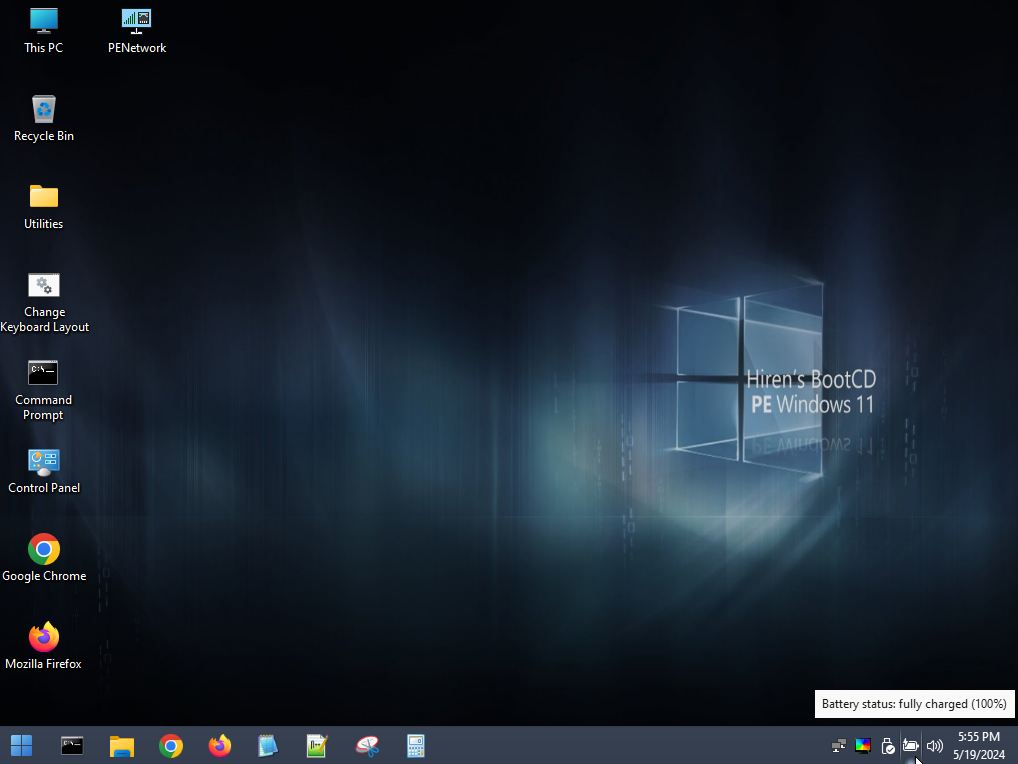 This PC
PENetwork
Recycle Bin
Utilities
Change
Keyboard Layout
Command
Prompt
Control Panel
Google Chrome
Mozilla Firefox
Hiren's BootCD
PE Windows 11
Battery status: fully charged (100%)
5:55 PM
5/19/2024